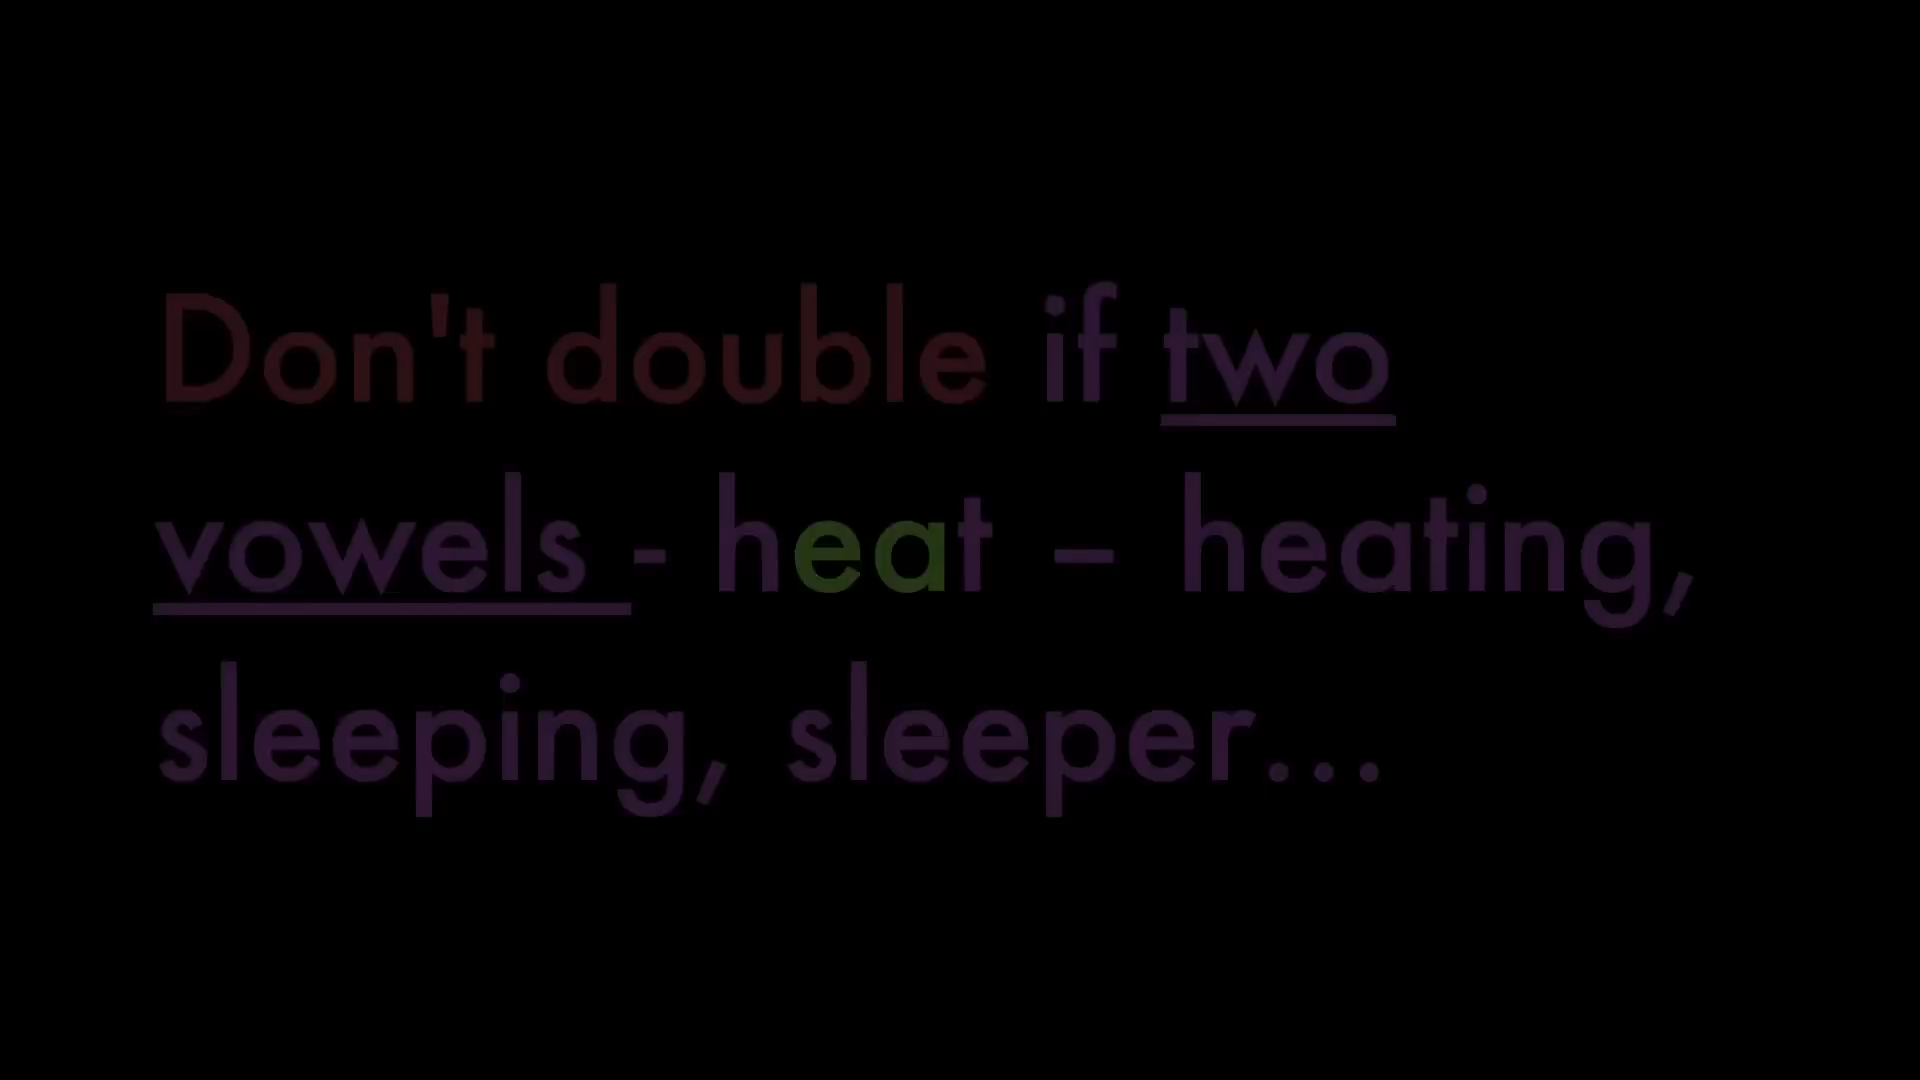 Don't double if two
vowels - heat – heating,
sleeping, sleeper...